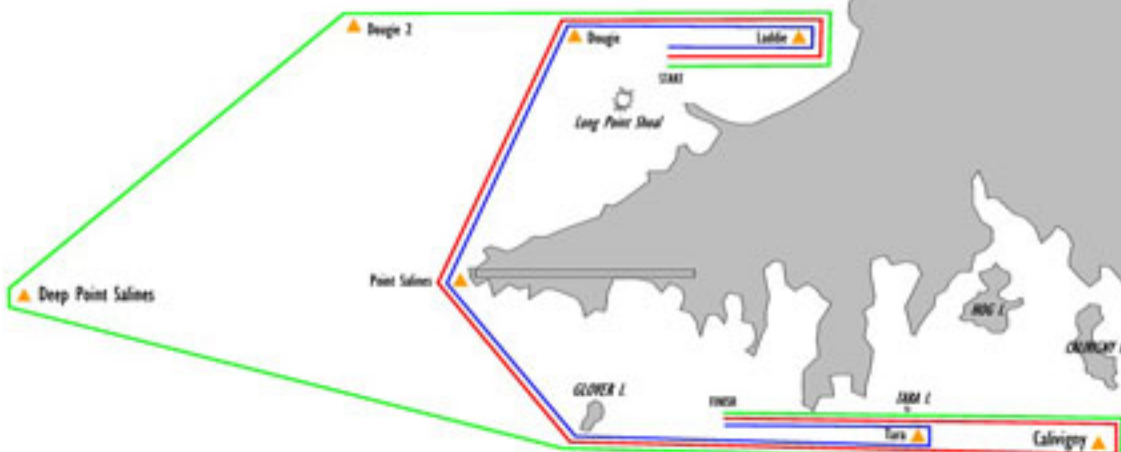 Dougie 2
Dougie
Laddie
START
Long Point Shoal
Point Salines
Deep Point Salines
HOG I.
CALIVIGNY I
GLOVER I.
FINISH
TARA I.
Tara
Calivigny